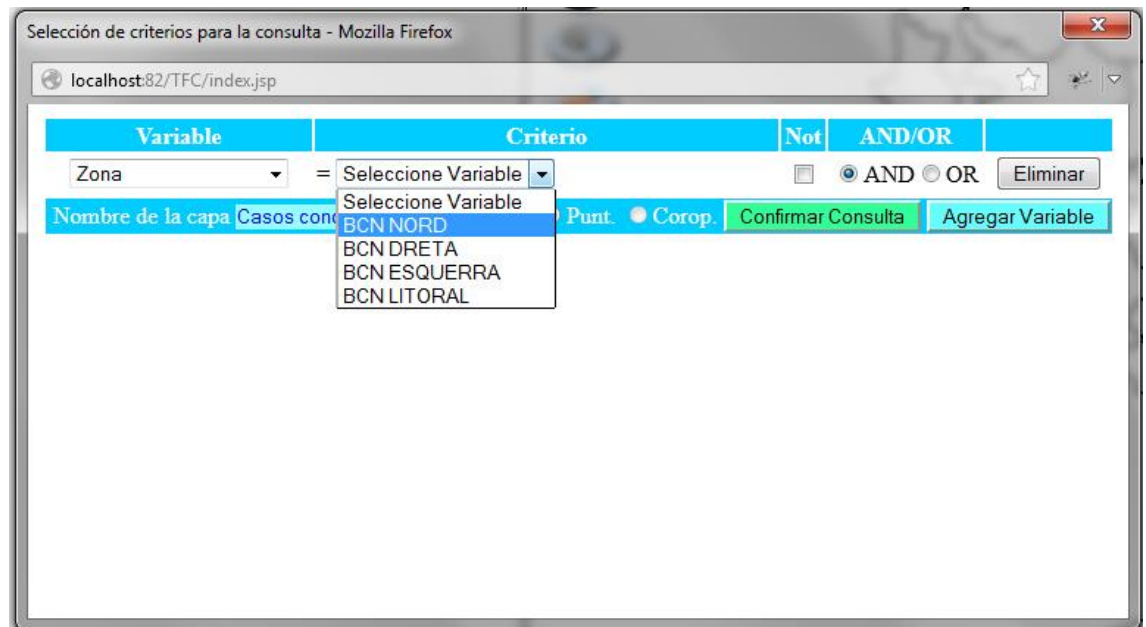 Selección de criterios para la consulta - Mozilla Firefox
localhost:82/TFC/index.jsp
Variable Criterio Not AND/OR
Zona = Seleccione Variable AND OR Eliminar
Seleccione Variable
Nombre de la capa Casos BCN NORD Punt. Corop. Confirmar Consulta Agregar Variable
BCN DRETA
BCN ESQUERRA
BCN LITORAL